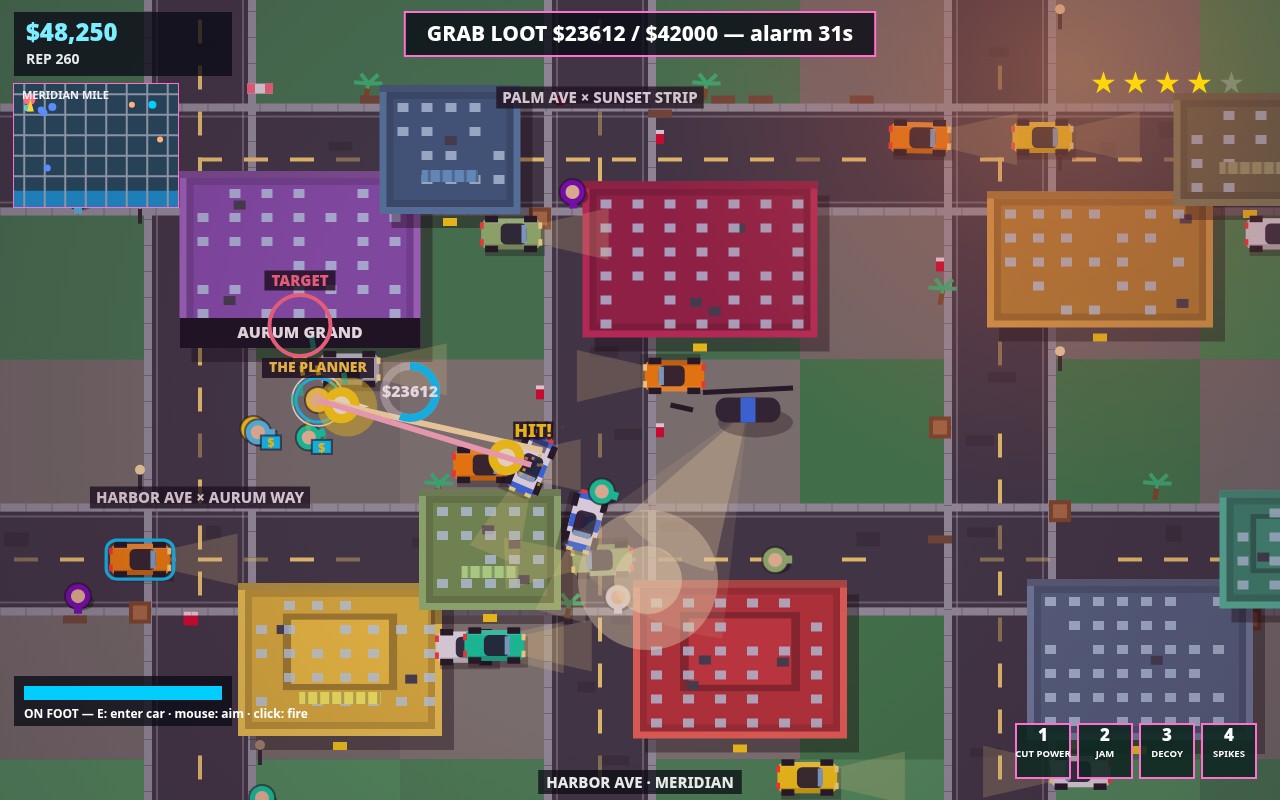 $48,250
REP 260
GRAB LOOT $23612 / $42000 — alarm 31s
MERIDIAN MILE
PALM AVE × SUNSET STRIP
TARGET
AURUM GRAND
THE PLANNER
$23612
$
$
HIT!
HARBOR AVE × AURUM WAY
ON FOOT — E: enter car · mouse: aim · click: fire
1
CUT POWER
2
JAM
3
DECOY
4
SPIKES
HARBOR AVE · MERIDIAN